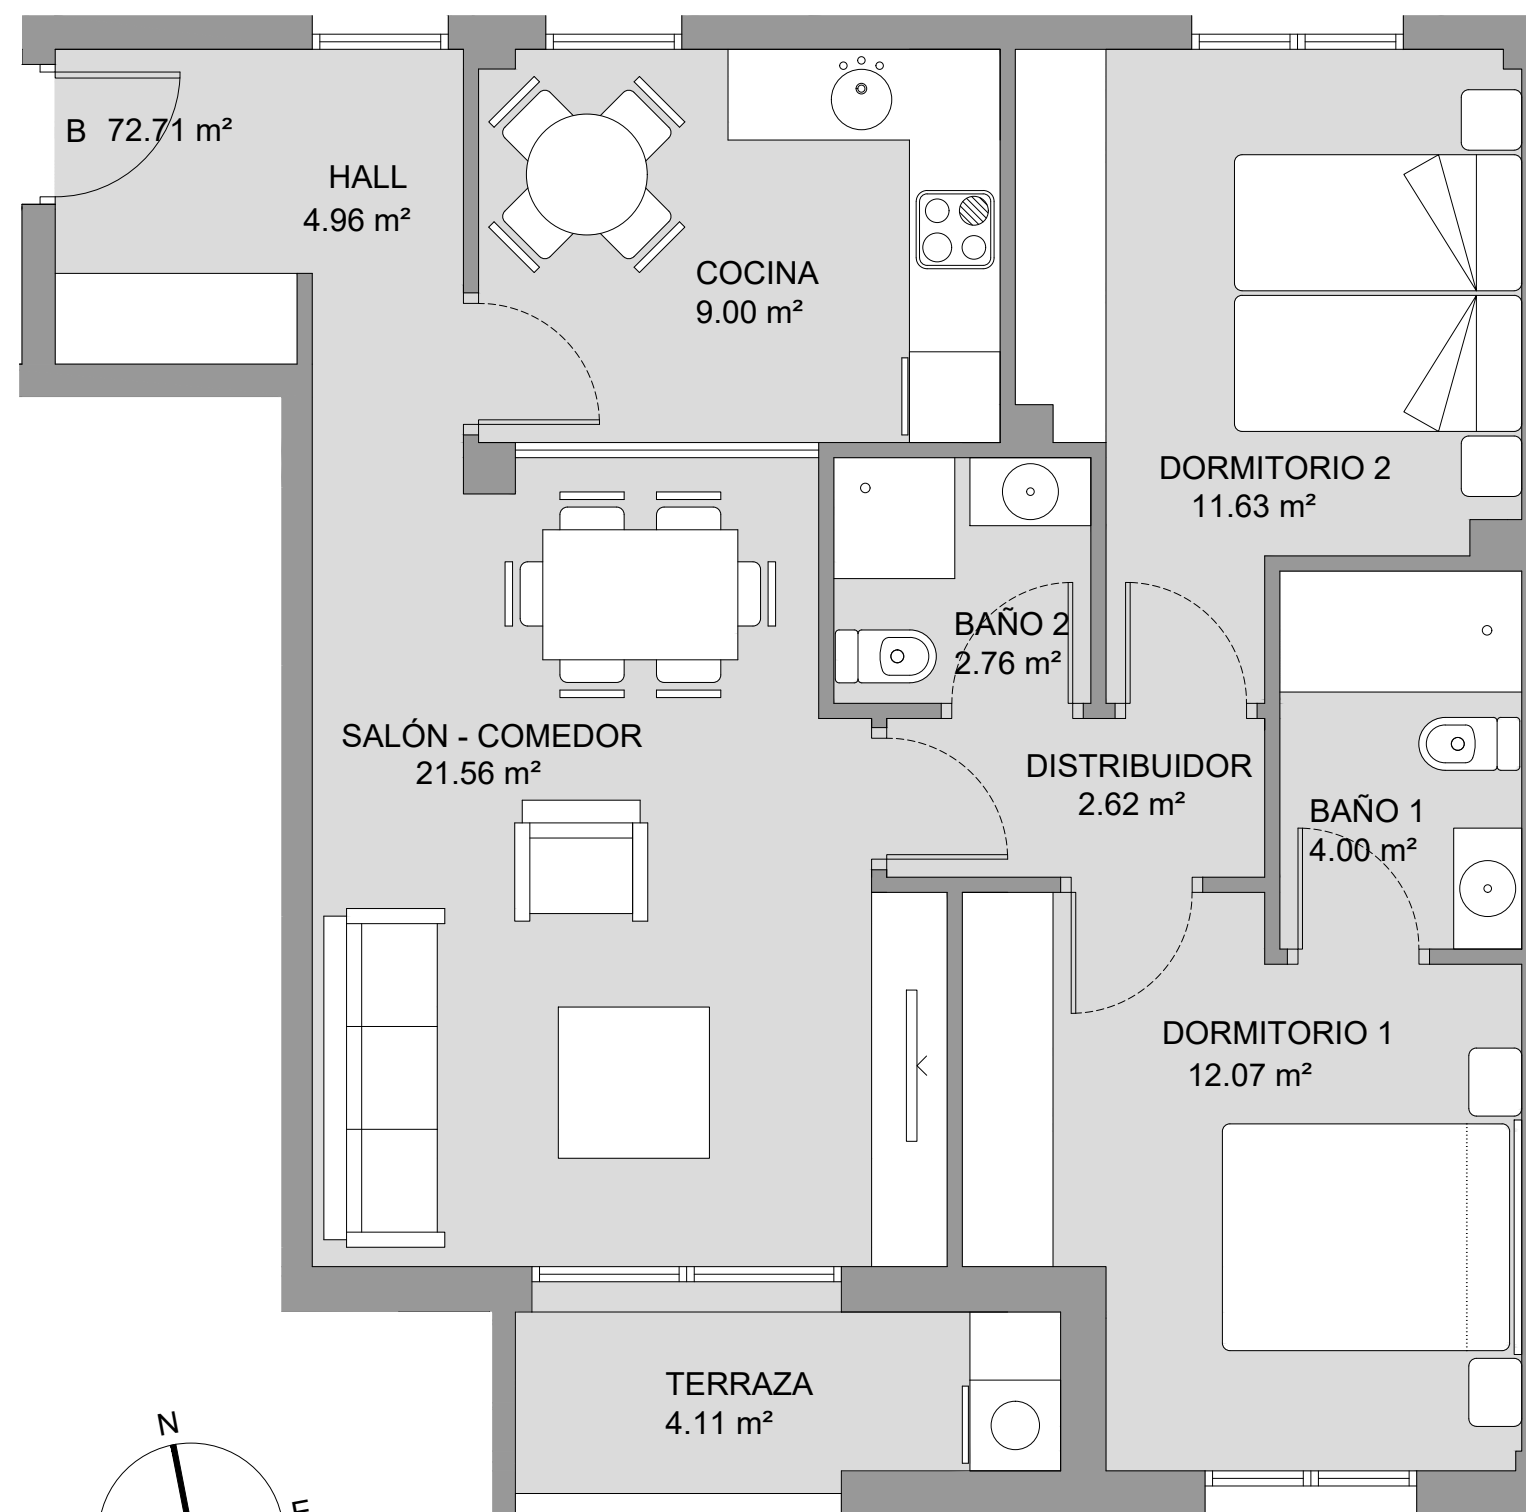 B 72.71 m²
HALL
4.96 m²
COCINA
9.00 m²
DORMITORIO 2
11.63 m²
BAÑO 2
2.76 m²
SALÓN - COMEDOR
21.56 m²
DISTRIBUIDOR
2.62 m²
BAÑO 1
4.00 m²
DORMITORIO 1
12.07 m²
TERRAZA
4.11 m²
N
E